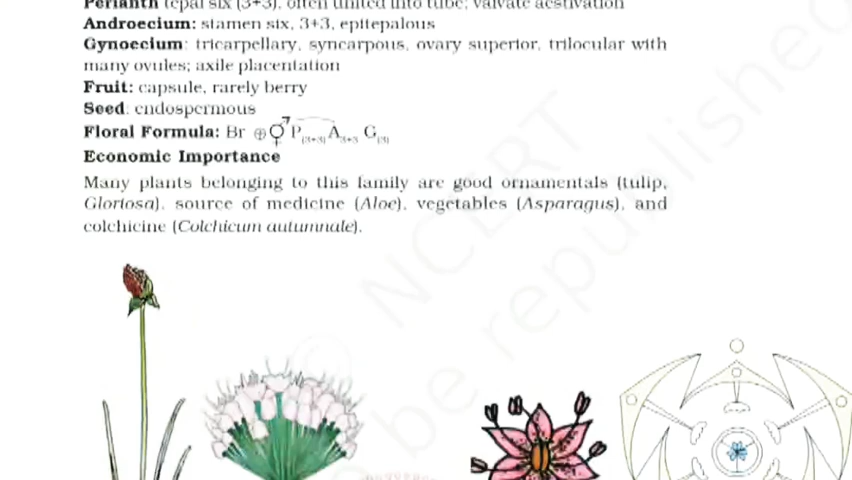 Perianth tepal six (3+3), often united into tube; valvate aestivation
Androecium: stamen six, 3+3, epitepalous
Gynoecium: tricarpellary, syncarpous, ovary superior, trilocular with
many ovules; axile placentation
Fruit: capsule, rarely berry
Seed: endospermous
Floral Formula: Br ⊕ ⚥ P(3+3) A3+3 G(3)
Economic Importance
Many plants belonging to this family are good ornamentals (tulip,
Gloriosa), source of medicine (Aloe), vegetables (Asparagus), and
colchicine (Colchicum autumnale).
© NCERT
be republished